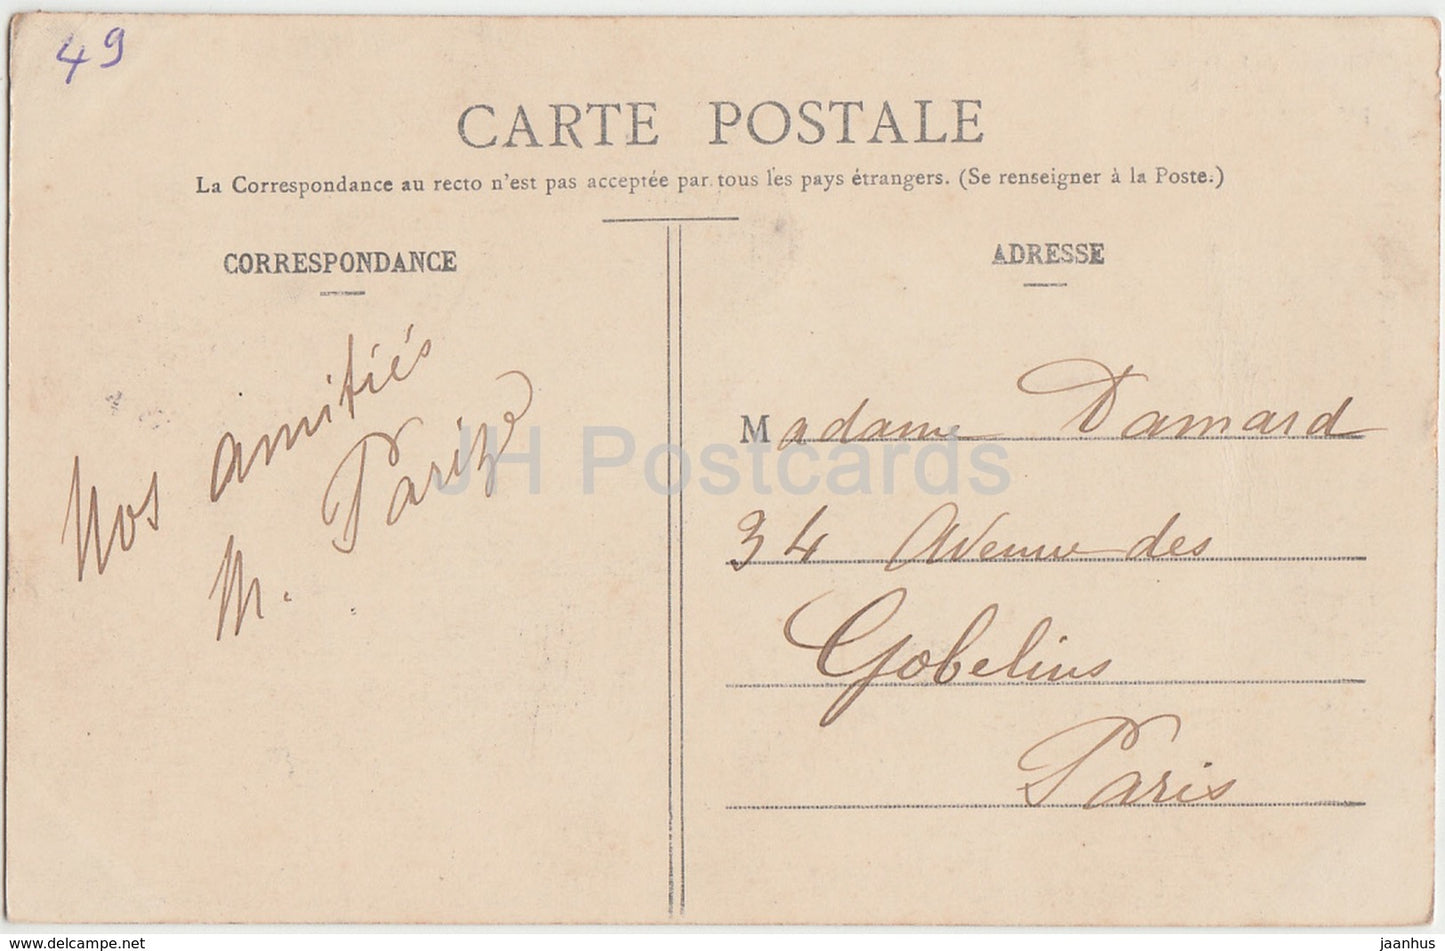 49
CARTE POSTALE
La Correspondance au recto n'est pas acceptée par tous les pays étrangers. (Se renseigner à la Poste.)
CORRESPONDANCE
Nos amitiés
M. Parize
ADRESSE
Madame Damard
34 Avenue des
Gobelins
Paris
JH Postcards
www.delcampe.net
jaanhus